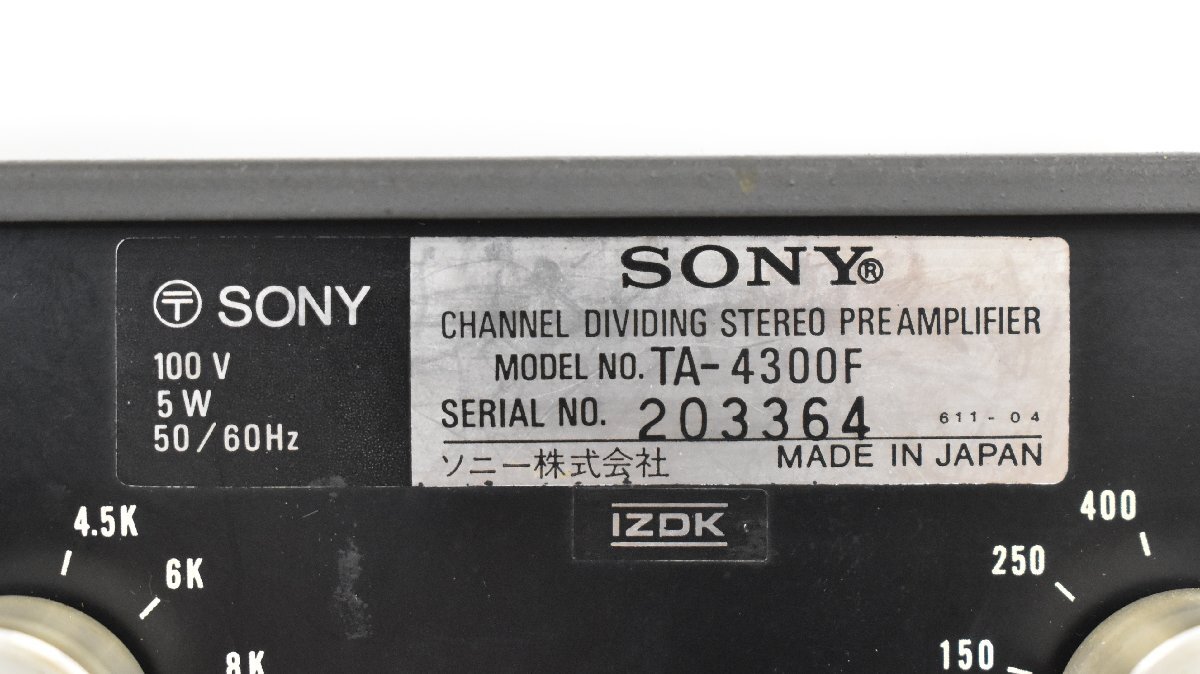 〶 SONY
100 V
5 W
50/60Hz
SONY®
CHANNEL DIVIDING STEREO PREAMPLIFIER
MODEL NO. TA-4300F
SERIAL NO. 203364 611-04
ソニー株式会社 MADE IN JAPAN
IZDK
4.5K
6K
8K
400
250
150